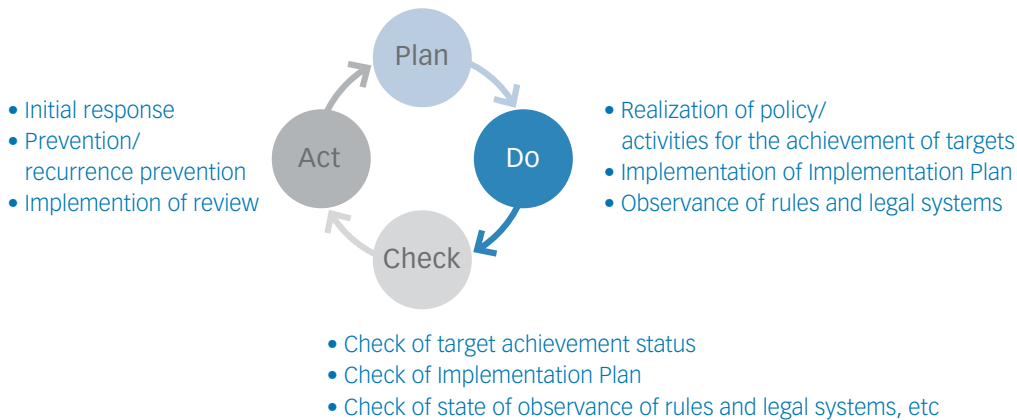 Plan
• Initial response
• Prevention/
recurrence prevention
• Implemention of review
Act
Do
• Realization of policy/
activities for the achievement of targets
• Implementation of Implementation Plan
• Observance of rules and legal systems
Check
• Check of target achievement status
• Check of Implementation Plan
• Check of state of observance of rules and legal systems, etc